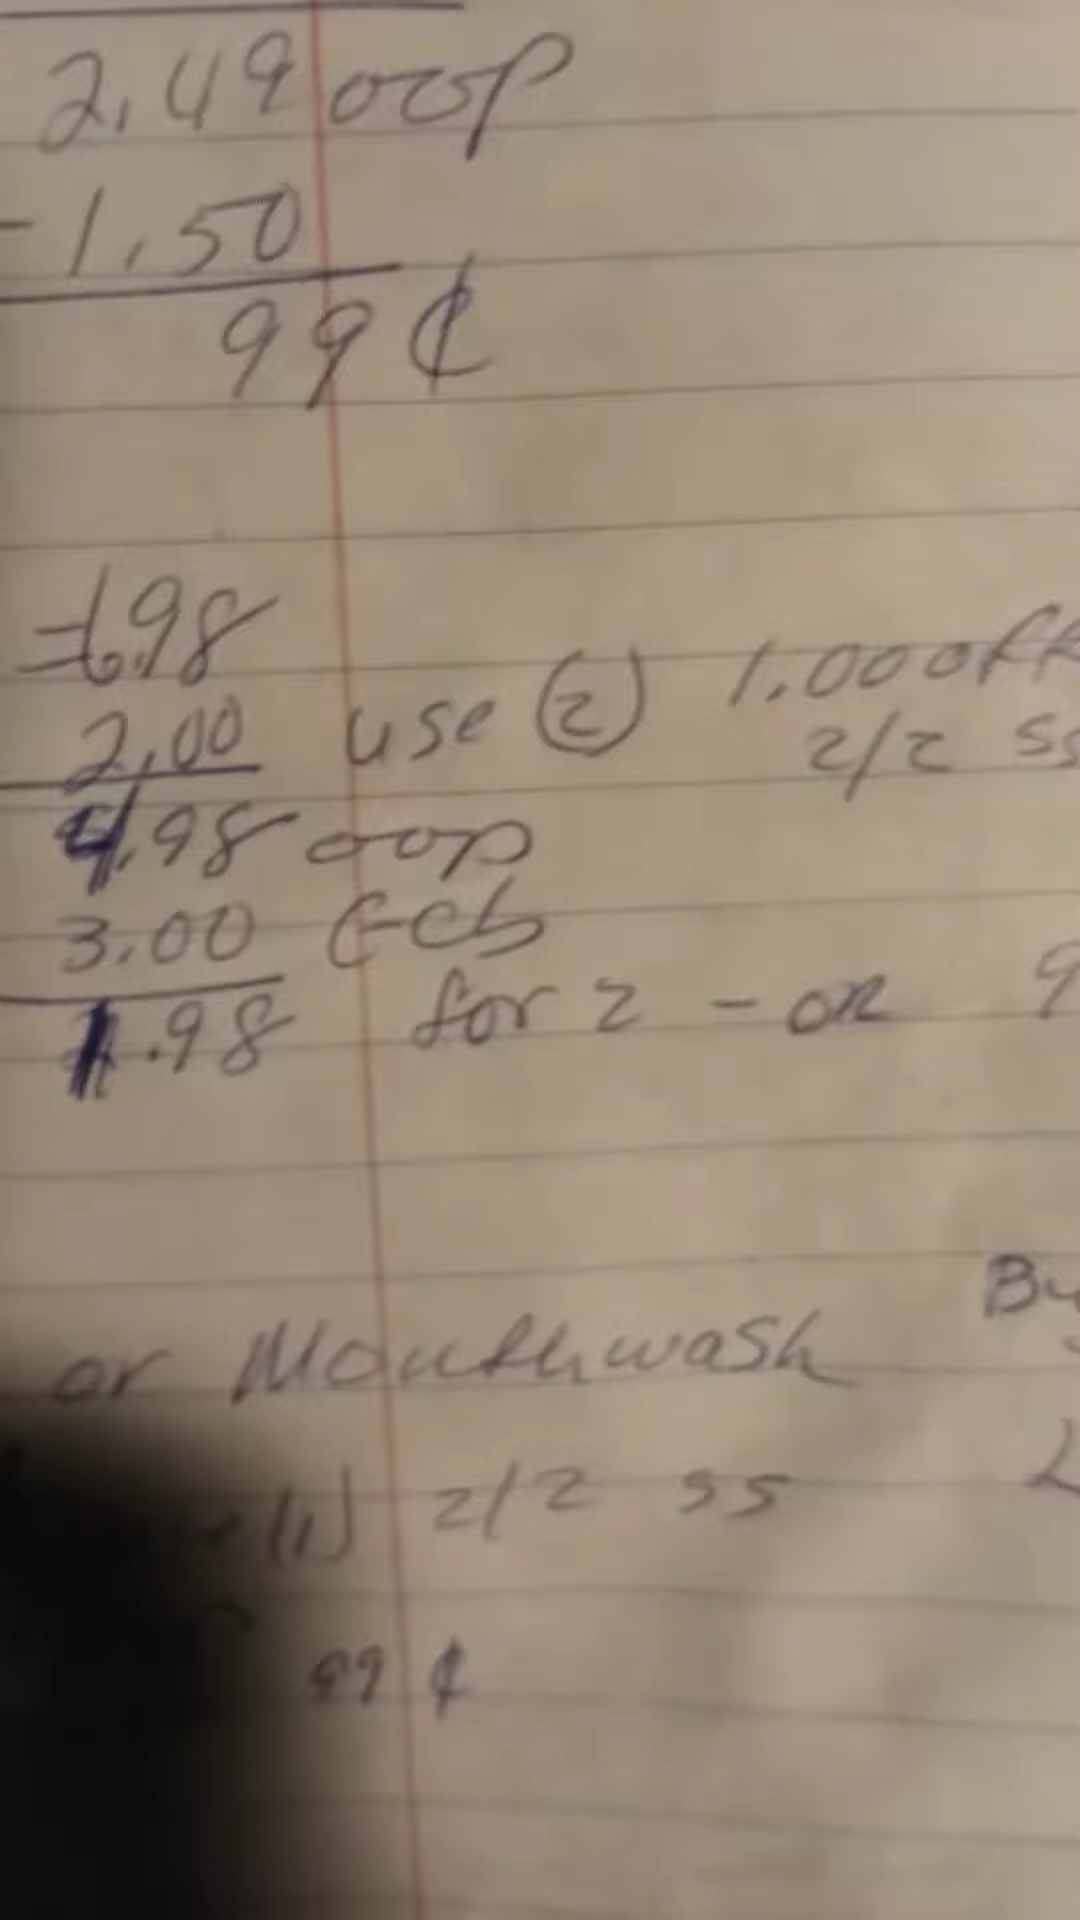 2.49 oop
-1.50
99 ¢
=6.98
2.00 use (2) 1.00 off
2/2 ss
4.98 oop
3.00 Ecb
1.98 for 2 - or 9
or Mouthwash
(1) 2/2 ss
99 ¢